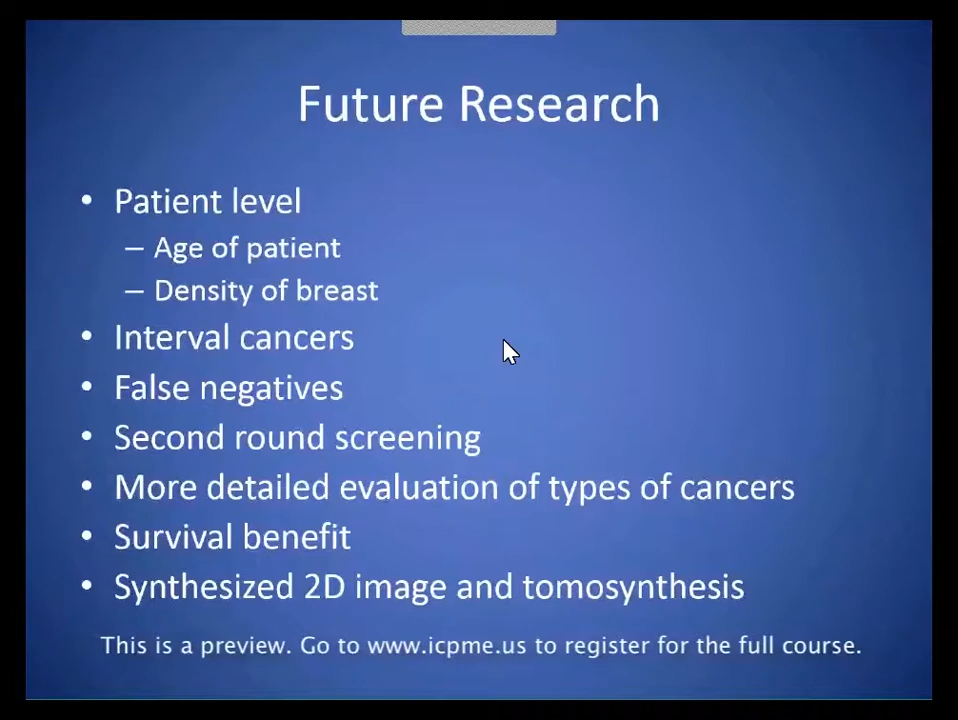 Future Research
• Patient level
– Age of patient
– Density of breast
• Interval cancers
• False negatives
• Second round screening
• More detailed evaluation of types of cancers
• Survival benefit
• Synthesized 2D image and tomosynthesis
This is a preview. Go to www.icpme.us to register for the full course.